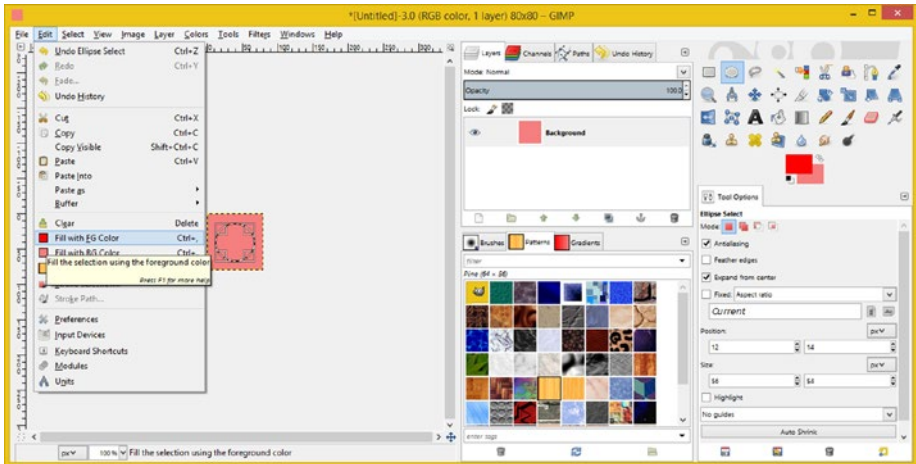 *[Untitled]-3.0 (RGB color, 1 layer) 80x80 – GIMP
File Edit Select View Image Layer Colors Tools Filters Windows Help
Undo Ellipse Select Ctrl+Z
Redo Ctrl+Y
Fade...
Undo History
Cut Ctrl+X
Copy Ctrl+C
Copy Visible Shift+Ctrl+C
Paste Ctrl+V
Paste Into
Paste as
Buffer
Clear Delete
Fill with FG Color Ctrl+,
Fill with BG Color Ctrl+.
Fill the selection using the foreground color
Press F1 for more help
Stroke Path...
Preferences
Input Devices
Keyboard Shortcuts
Modules
Units
px 100 % Fill the selection using the foreground color
Layers Channels Paths Undo History
Mode: Normal
Opacity 100.0
Lock:
Background
Brushes Patterns Gradients
filter
Pine (64 × 56)
enter tags
Tool Options
Ellipse Select
Mode:
Antialiasing
Feather edges
Expand from center
Fixed: Aspect ratio
Current
Position: px
12 14
Size: px
56 54
Highlight
No guides
Auto Shrink